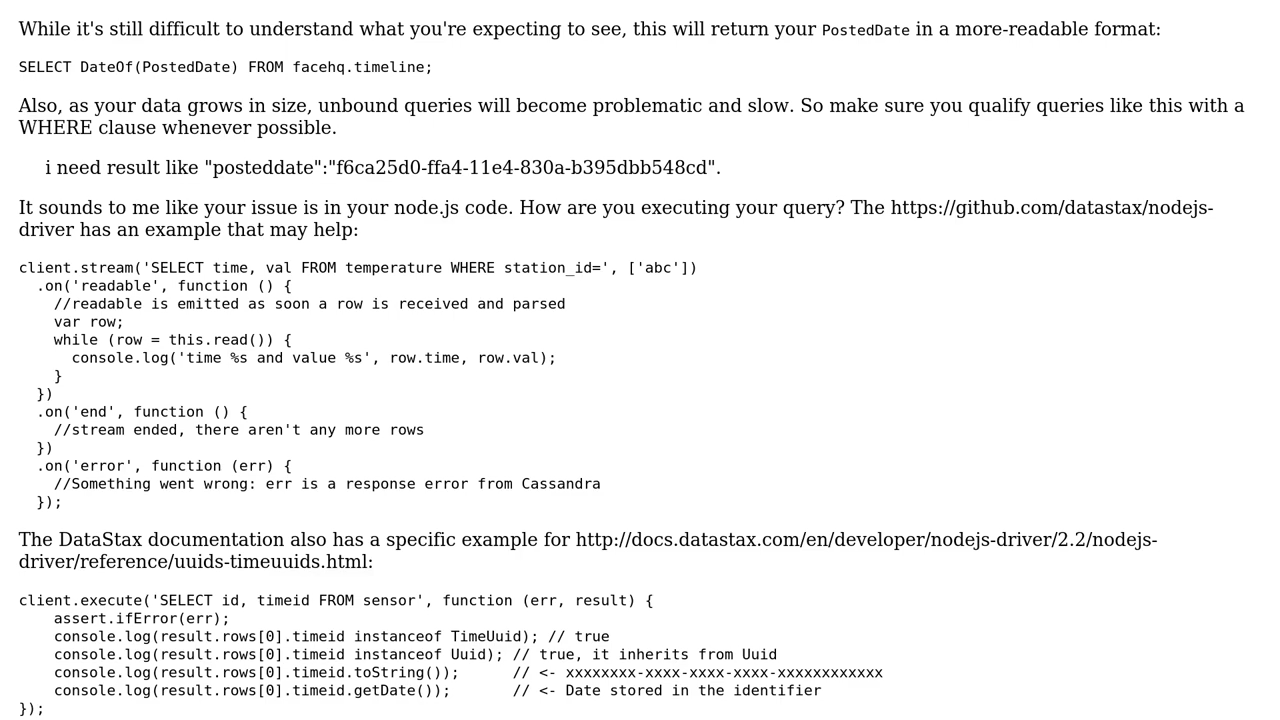 While it's still difficult to understand what you're expecting to see, this will return your PostedDate in a more-readable format:
SELECT DateOf(PostedDate) FROM facehq.timeline;
Also, as your data grows in size, unbound queries will become problematic and slow. So make sure you qualify queries like this with a
WHERE clause whenever possible.
i need result like "posteddate":"f6ca25d0-ffa4-11e4-830a-b395dbb548cd".
It sounds to me like your issue is in your node.js code. How are you executing your query? The https://github.com/datastax/nodejs-
driver has an example that may help:
client.stream('SELECT time, val FROM temperature WHERE station_id=', ['abc'])
  .on('readable', function () {
    //readable is emitted as soon a row is received and parsed
    var row;
    while (row = this.read()) {
      console.log('time %s and value %s', row.time, row.val);
    }
  })
  .on('end', function () {
    //stream ended, there aren't any more rows
  })
  .on('error', function (err) {
    //Something went wrong: err is a response error from Cassandra
  });
The DataStax documentation also has a specific example for http://docs.datastax.com/en/developer/nodejs-driver/2.2/nodejs-
driver/reference/uuids-timeuuids.html:
client.execute('SELECT id, timeid FROM sensor', function (err, result) {
    assert.ifError(err);
    console.log(result.rows[0].timeid instanceof TimeUuid); // true
    console.log(result.rows[0].timeid instanceof Uuid); // true, it inherits from Uuid
    console.log(result.rows[0].timeid.toString());      // <- xxxxxxxx-xxxx-xxxx-xxxx-xxxxxxxxxxxx
    console.log(result.rows[0].timeid.getDate());       // <- Date stored in the identifier
});